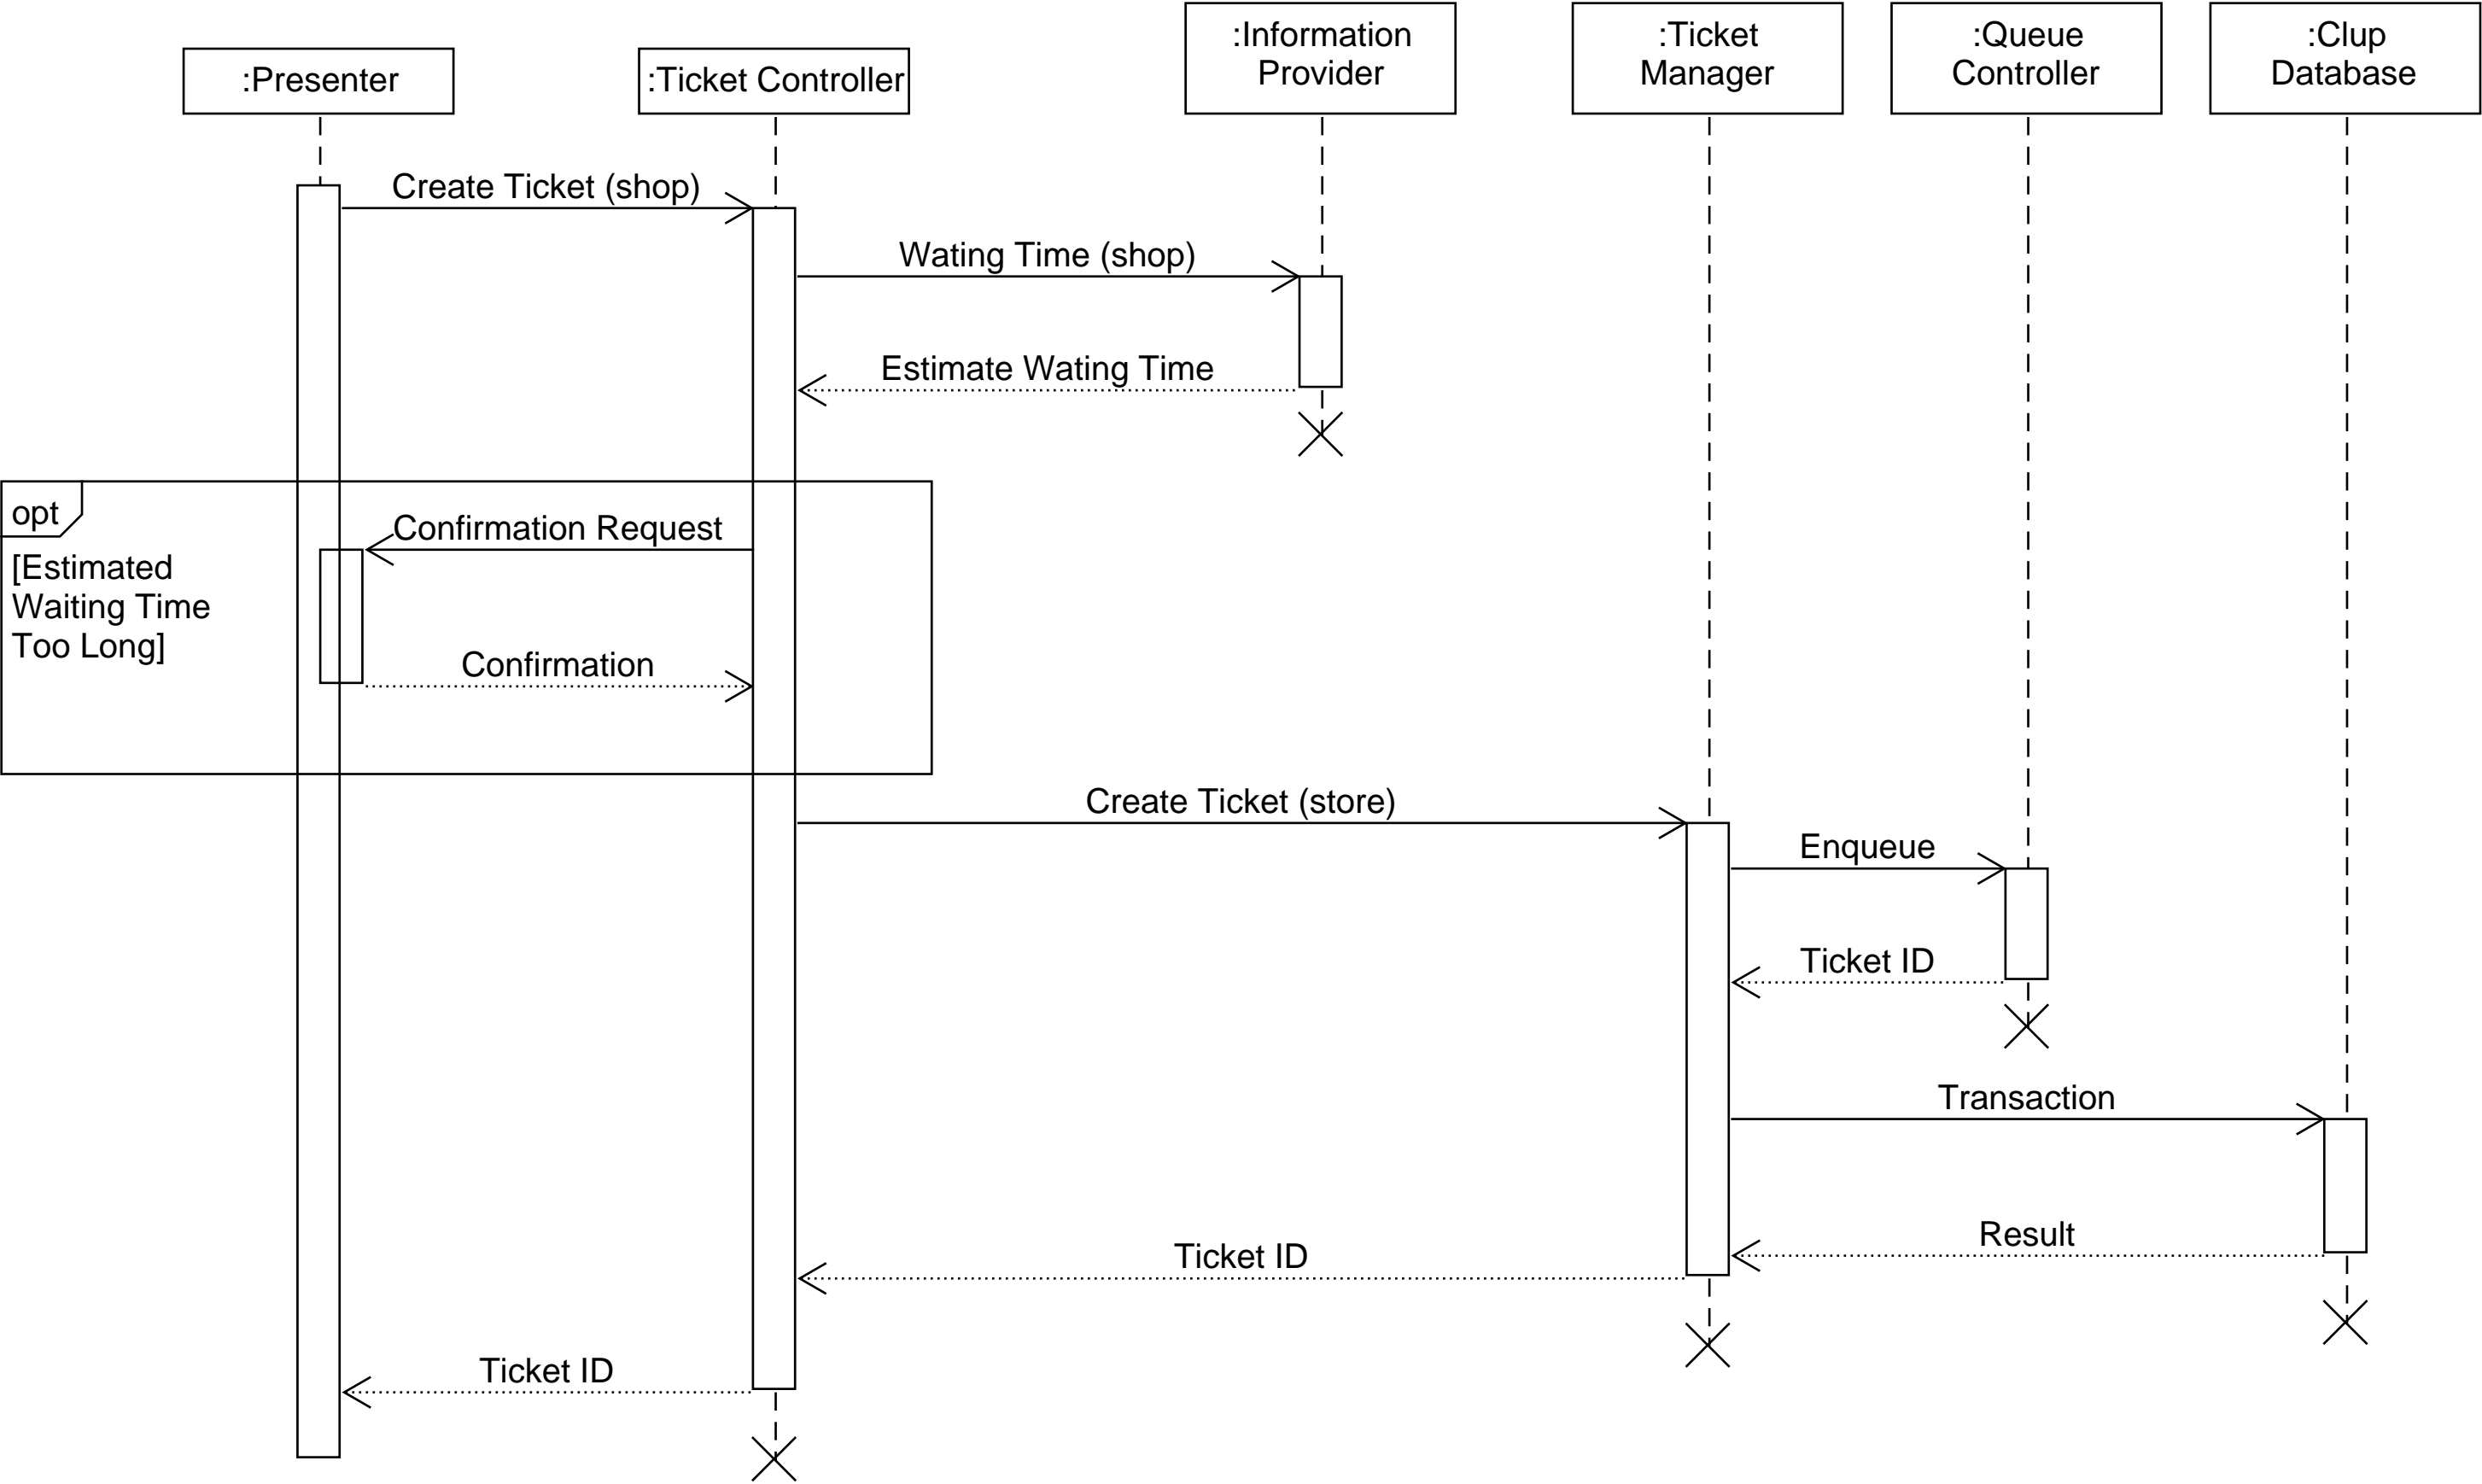 :Information
Provider
:Ticket
Manager
:Queue
Controller
:Clup
Database
:Presenter
:Ticket Controller
Create Ticket (shop)
Wating Time (shop)
Estimate Wating Time
opt
[Estimated
Waiting Time
Too Long]
Confirmation Request
Confirmation
Create Ticket (store)
Enqueue
Ticket ID
Transaction
Result
Ticket ID
Ticket ID